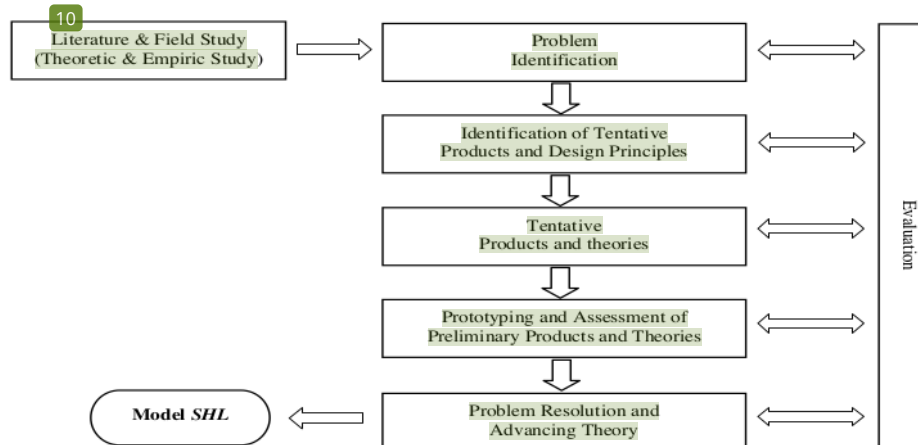 10
Literature & Field Study
(Theoretic & Empiric Study)
Problem
Identification
Identification of Tentative
Products and Design Principles
Tentative
Products and theories
Prototyping and Assessment of
Preliminary Products and Theories
Problem Resolution and
Advancing Theory
Model SHL
Evaluation